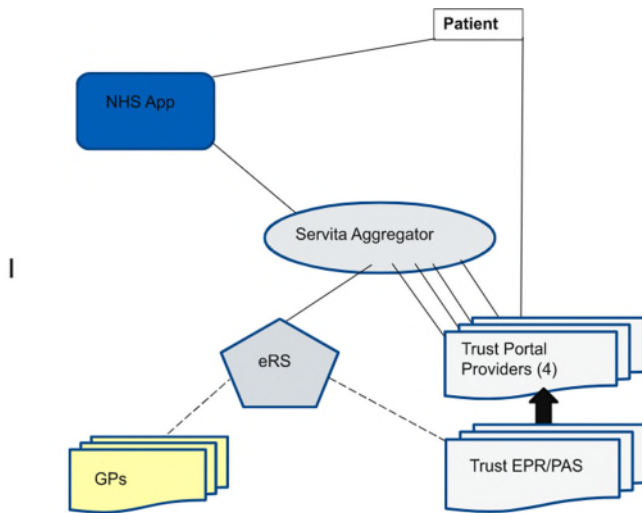 Patient
NHS App
Servita Aggregator
I
eRS
Trust Portal
Providers (4)
GPs
Trust EPR/PAS